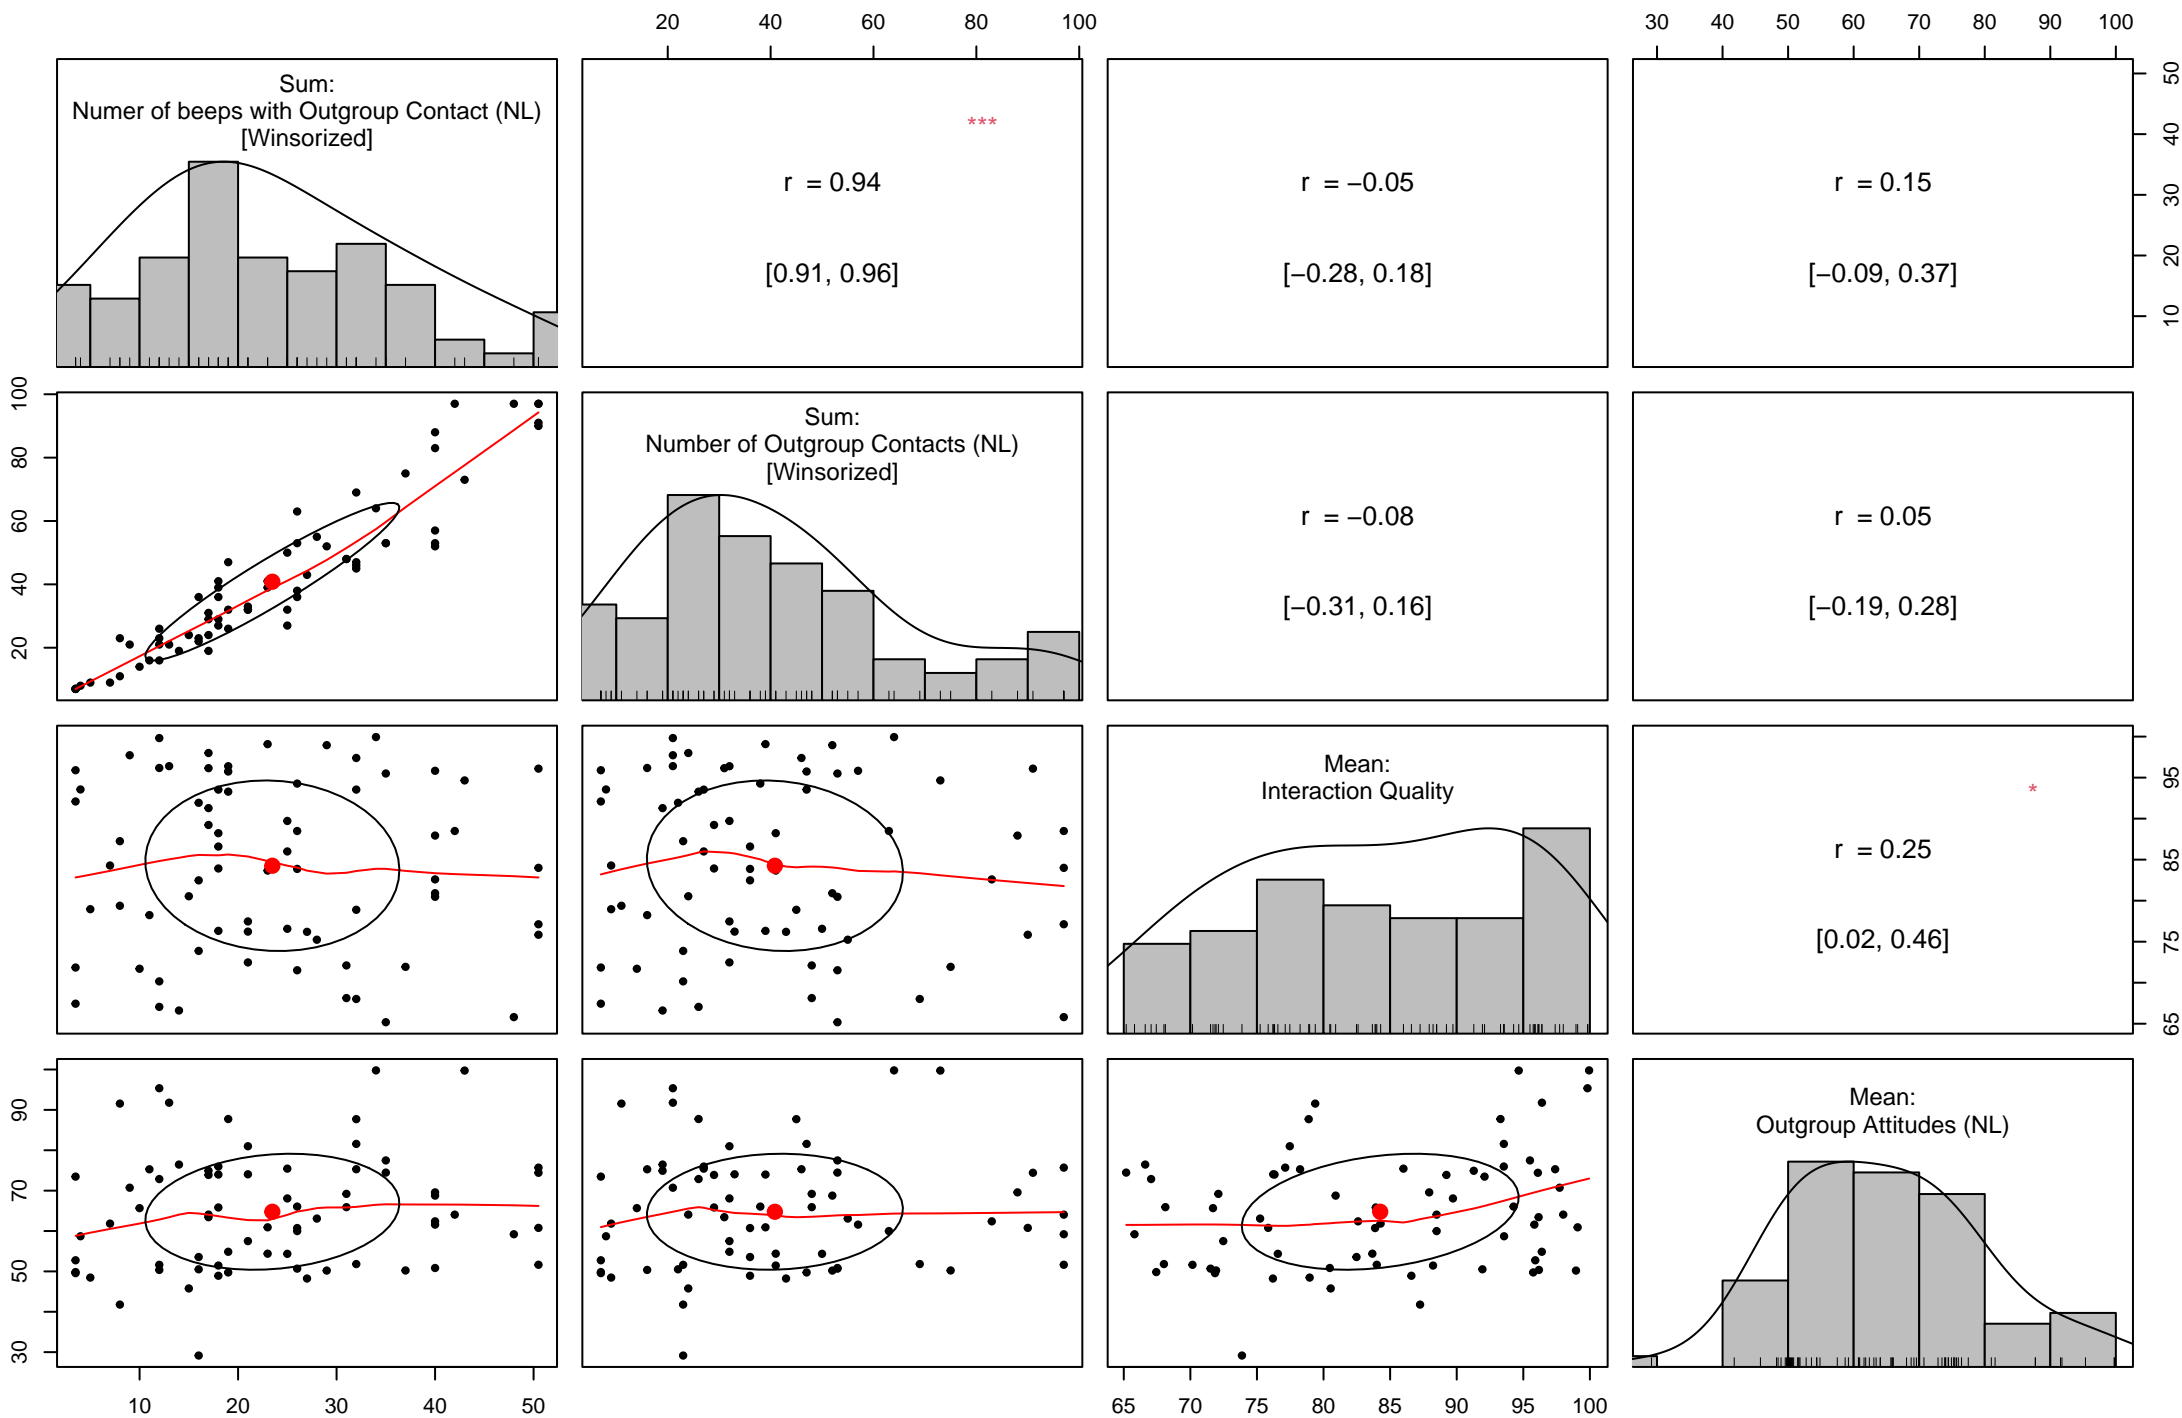 20 40 60 80 100
30 40 50 60 70 80 90 100
Sum:
Numer of beeps with Outgroup Contact (NL)
[Winsorized]
***
r = 0.94
[0.91, 0.96]
r = −0.05
[−0.28, 0.18]
r = 0.15
[−0.09, 0.37]
50
40
30
20
10
100
80
60
40
20
Sum:
Number of Outgroup Contacts (NL)
[Winsorized]
r = −0.08
[−0.31, 0.16]
r = 0.05
[−0.19, 0.28]
Mean:
Interaction Quality
*
r = 0.25
[0.02, 0.46]
95
85
75
65
90
70
50
30
Mean:
Outgroup Attitudes (NL)
10 20 30 40 50
65 70 75 80 85 90 95 100